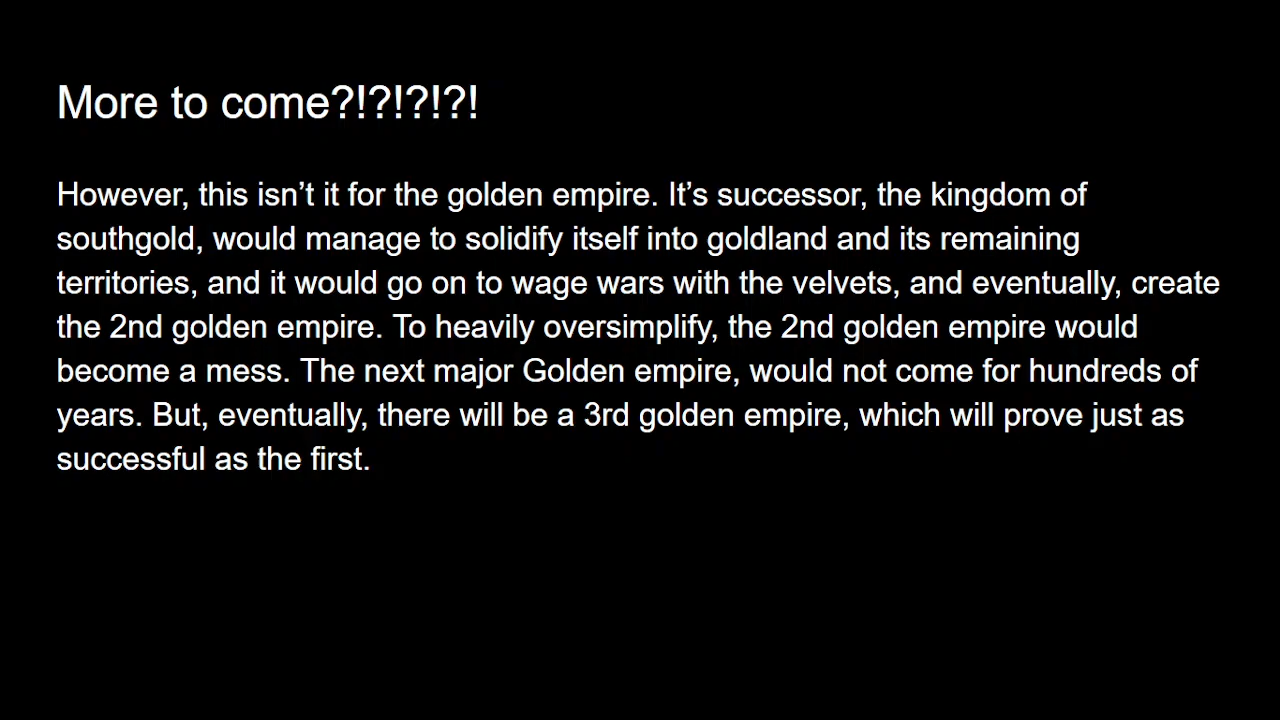 More to come?!?!?!?!
However, this isn’t it for the golden empire. It’s successor, the kingdom of
southgold, would manage to solidify itself into goldland and its remaining
territories, and it would go on to wage wars with the velvets, and eventually, create
the 2nd golden empire. To heavily oversimplify, the 2nd golden empire would
become a mess. The next major Golden empire, would not come for hundreds of
years. But, eventually, there will be a 3rd golden empire, which will prove just as
successful as the first.